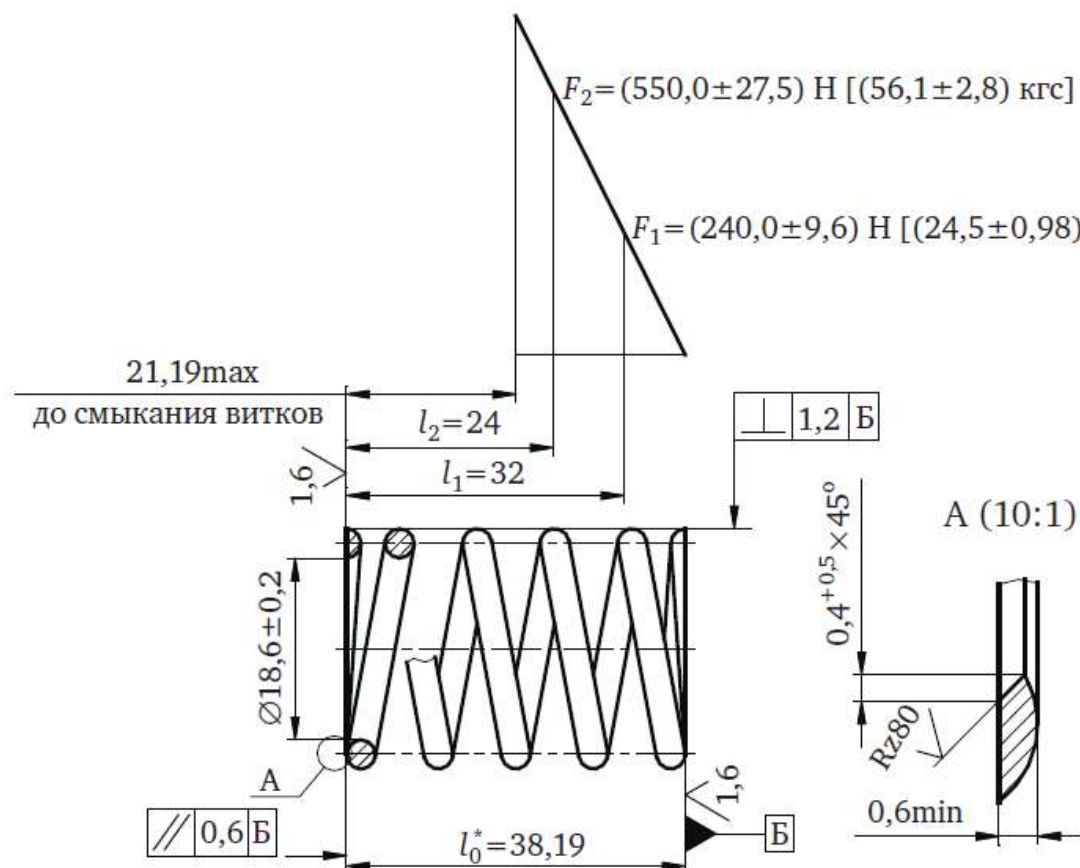 F₂=(550,0±27,5) Н [(56,1±2,8) кгс]
F₁=(240,0±9,6) Н [(24,5±0,98)
21,19max
до смыкания витков
l₂=24
⊥ 1,2 Б
1,6
l₁=32
А (10:1)
0,4⁺⁰,⁵×45°
∅18,6±0,2
Rz80
А
1,6
0,6min
// 0,6 Б
l₀*=38,19
Б